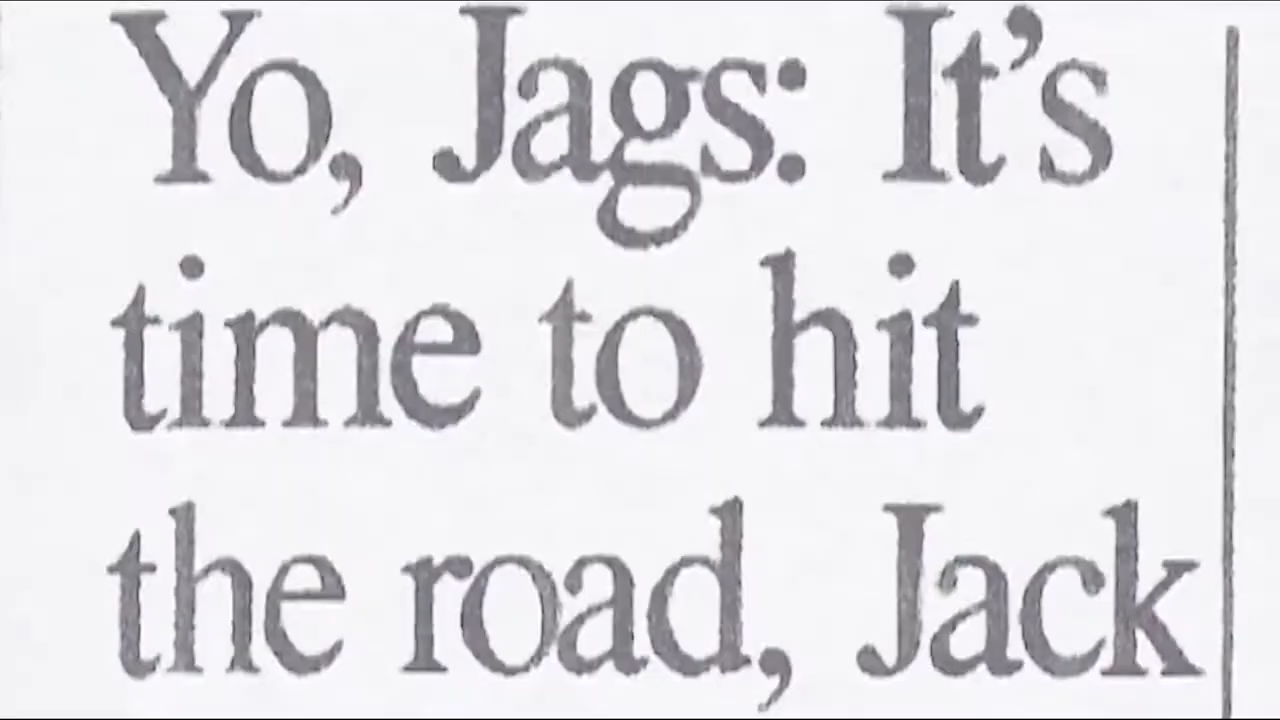 Yo, Jags: It’s
time to hit
the road, Jack